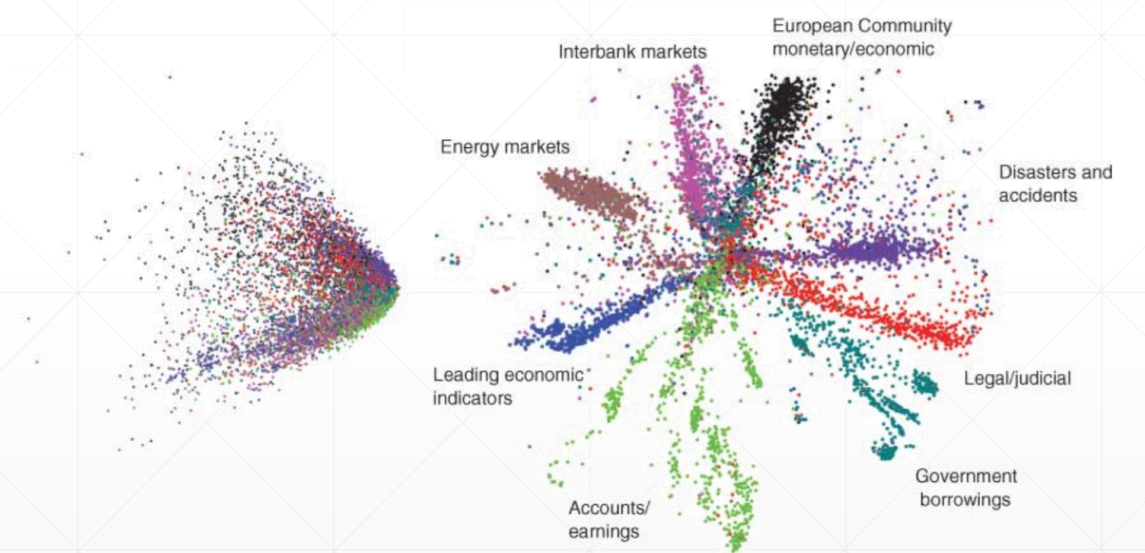 European Community
monetary/economic
Interbank markets
Energy markets
Disasters and
accidents
Leading economic
indicators
Legal/judicial
Government
borrowings
Accounts/
earnings